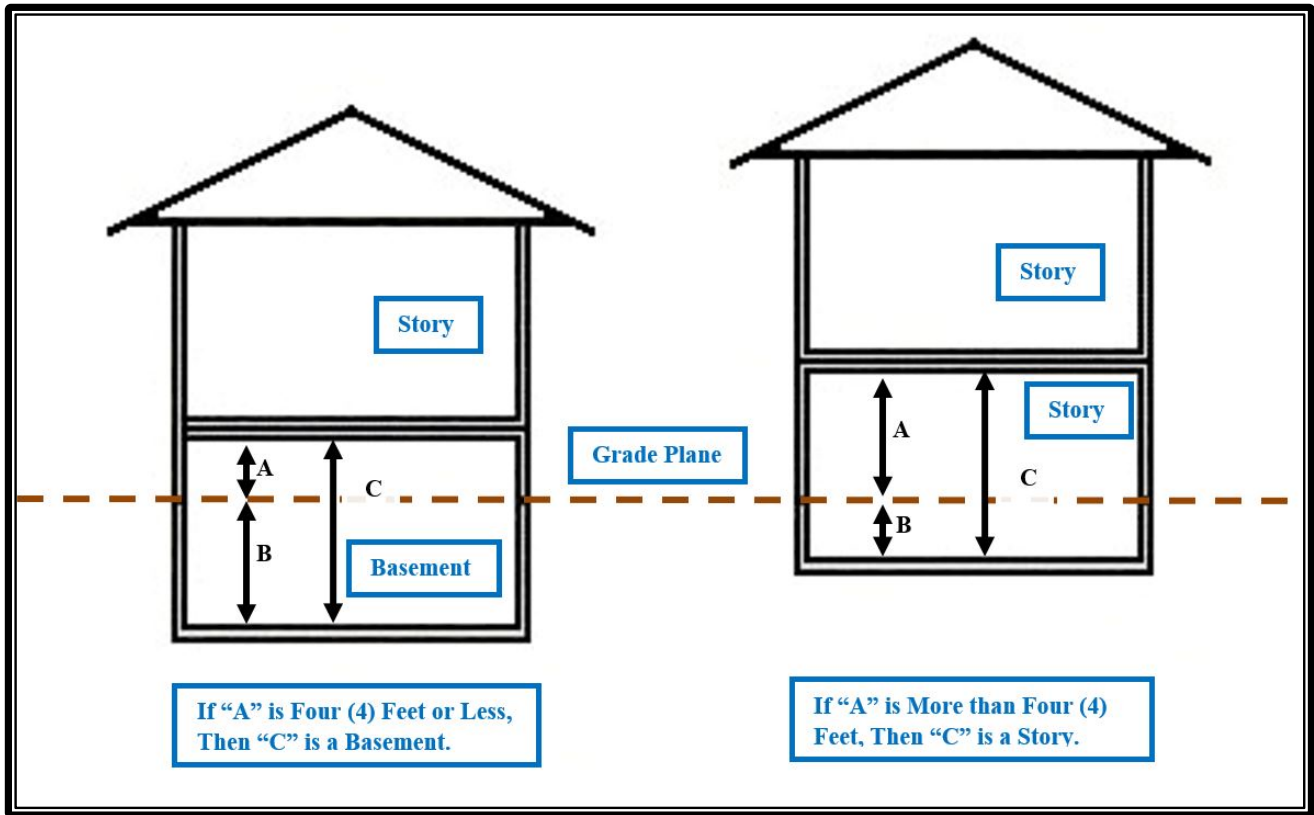 Story
Story
Story
Grade Plane
A
C
B
Basement
A
C
B
If “A” is Four (4) Feet or Less,
Then “C” is a Basement.
If “A” is More than Four (4)
Feet, Then “C” is a Story.